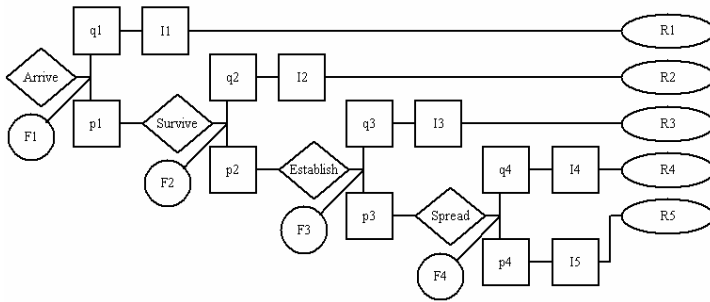 q1 I1 R1
Arrive
q2 I2 R2
F1 p1 Survive
q3 I3 R3
F2 p2 Establish
q4 I4 R4
F3 p3 Spread R5
F4 p4 I5